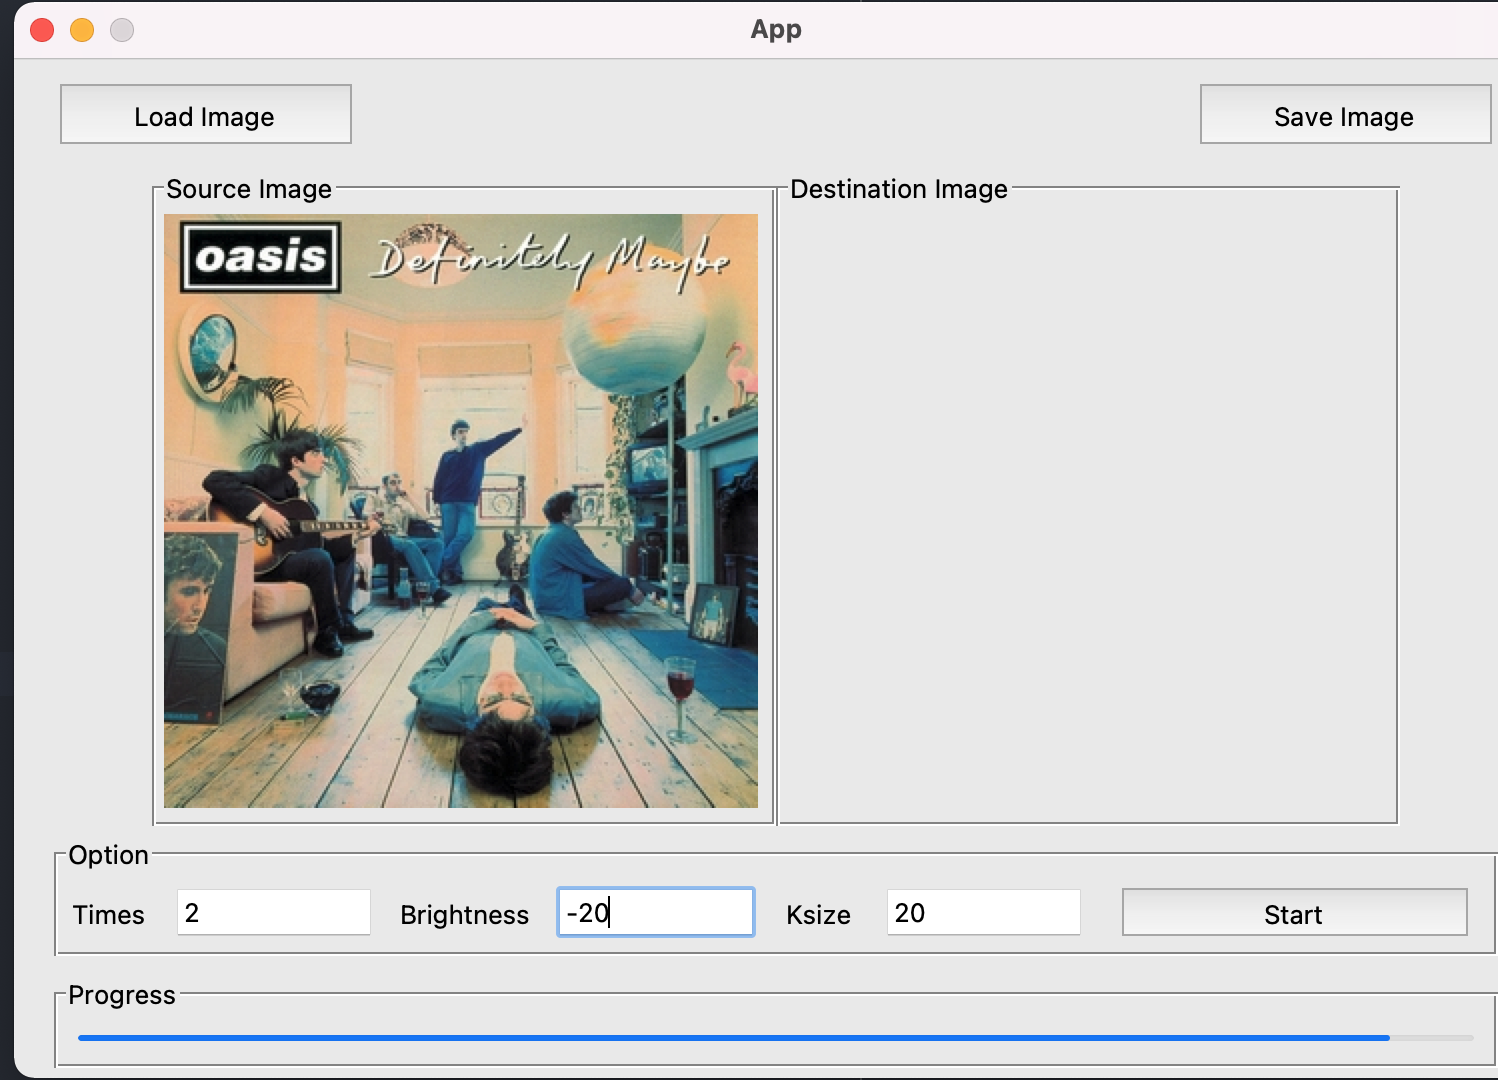 App
Load Image
Save Image
Source Image
Destination Image
oasis Definitely Maybe
Option
Times 2 Brightness -20 Ksize 20 Start
Progress